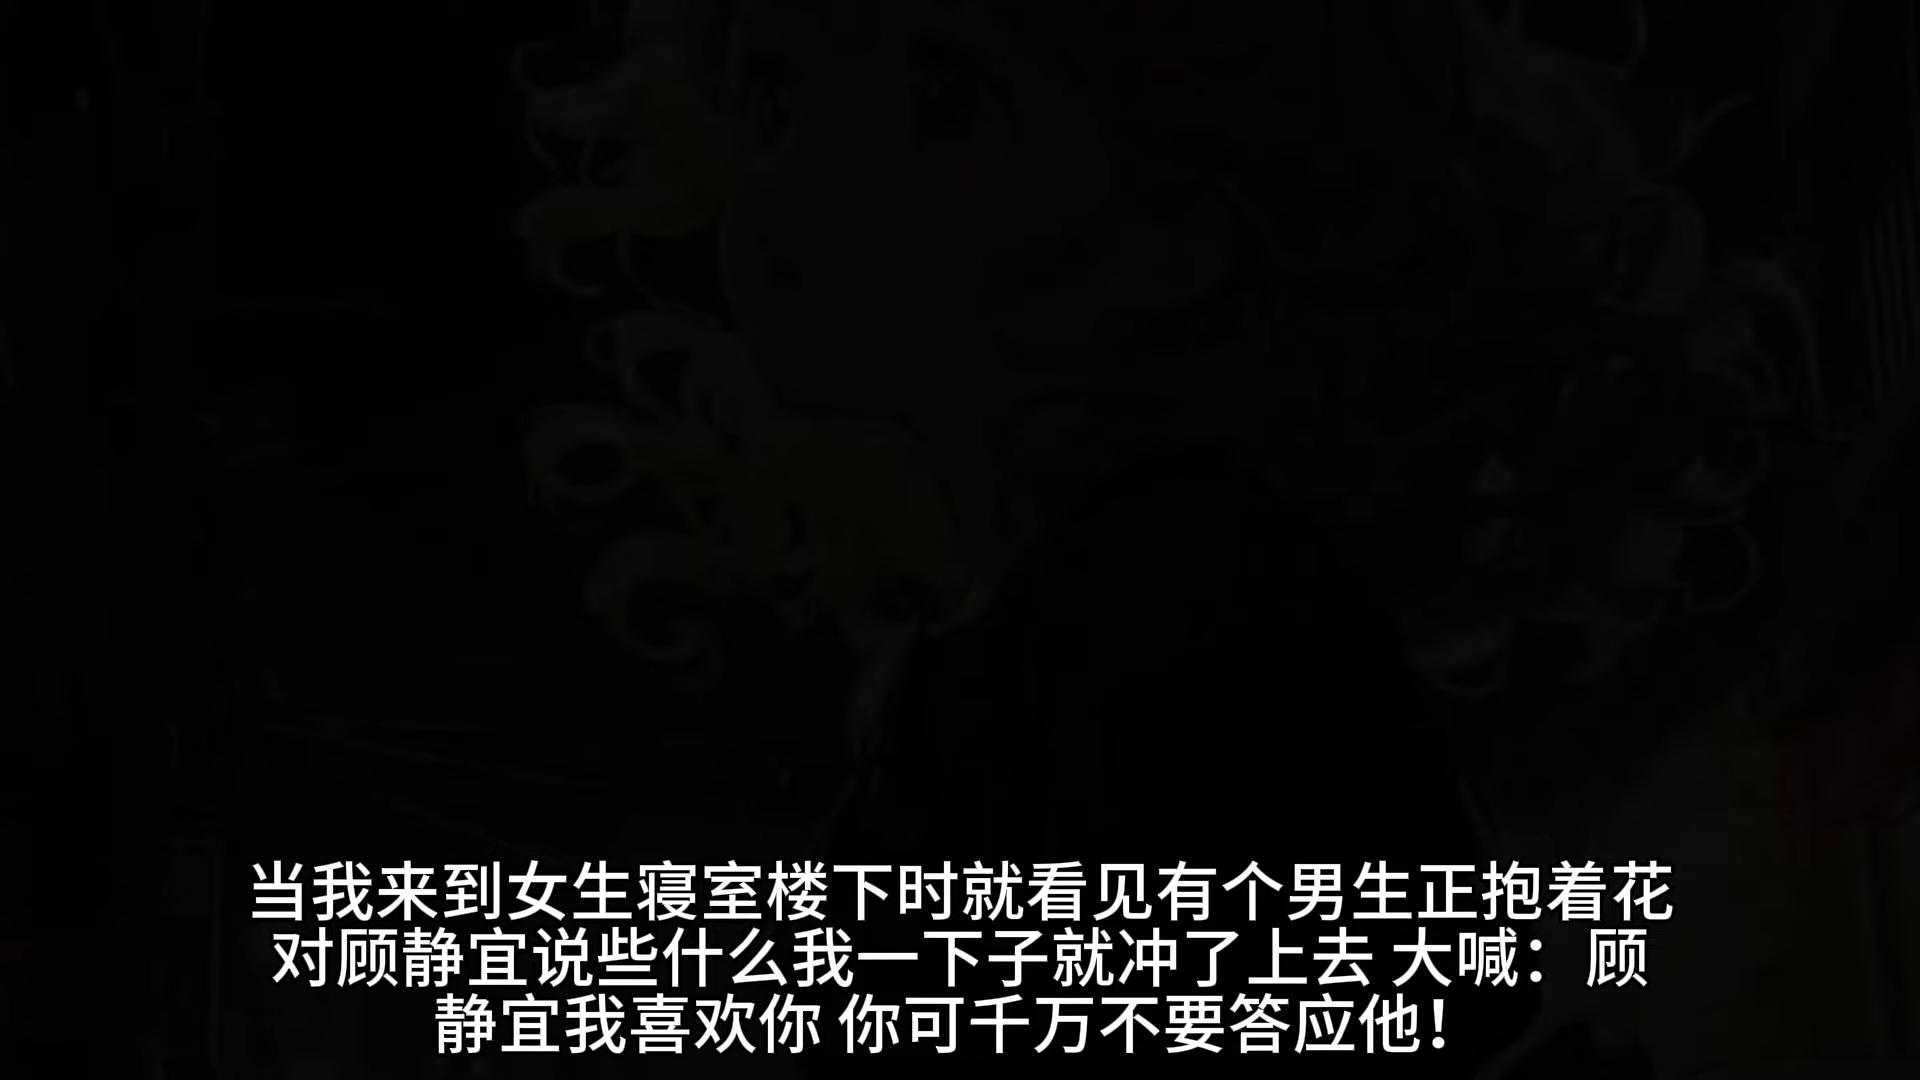 当我来到女生寝室楼下时就看见有个男生正抱着花
对顾静宜说些什么我一下子就冲了上去 大喊：顾
静宜我喜欢你 你可千万不要答应他！